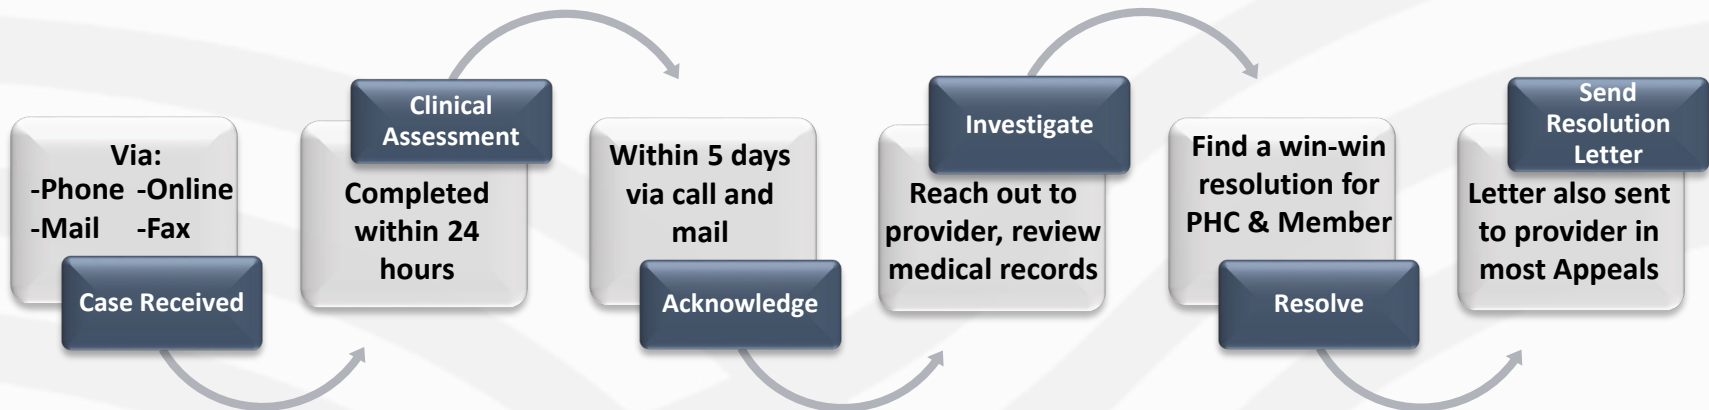 Via:
-Phone -Online
-Mail -Fax
Case Received
Clinical
Assessment
Completed
within 24
hours
Within 5 days
via call and
mail
Acknowledge
Investigate
Reach out to
provider, review
medical records
Find a win-win
resolution for
PHC & Member
Resolve
Send
Resolution
Letter
Letter also sent
to provider in
most Appeals